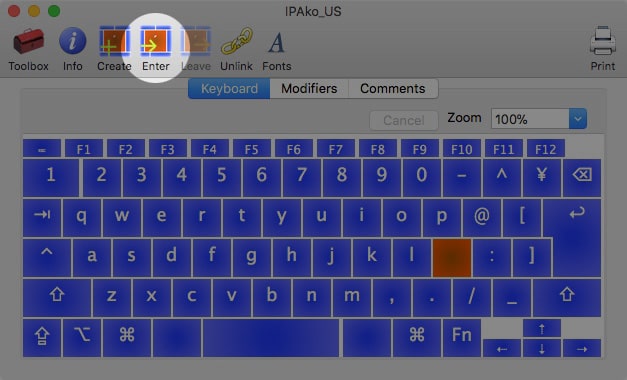 IPAko_US
Toolbox Info Create Enter Leave Unlink Fonts Print
Keyboard Modifiers Comments
Cancel Zoom 100%
F1 F2 F3 F4 F5 F6 F7 F8 F9 F10 F11 F12
1 2 3 4 5 6 7 8 9 0 - ^ ¥ ⌫
⇥ q w e r t y u i o p @ [ ↩
^ a s d f g h j k l : ]
⇧ z x c v b n m , . / _ ⇧
⇪ ⌥ ⌘ ⌘ Fn ⇡
⇠ ⇣ ⇢